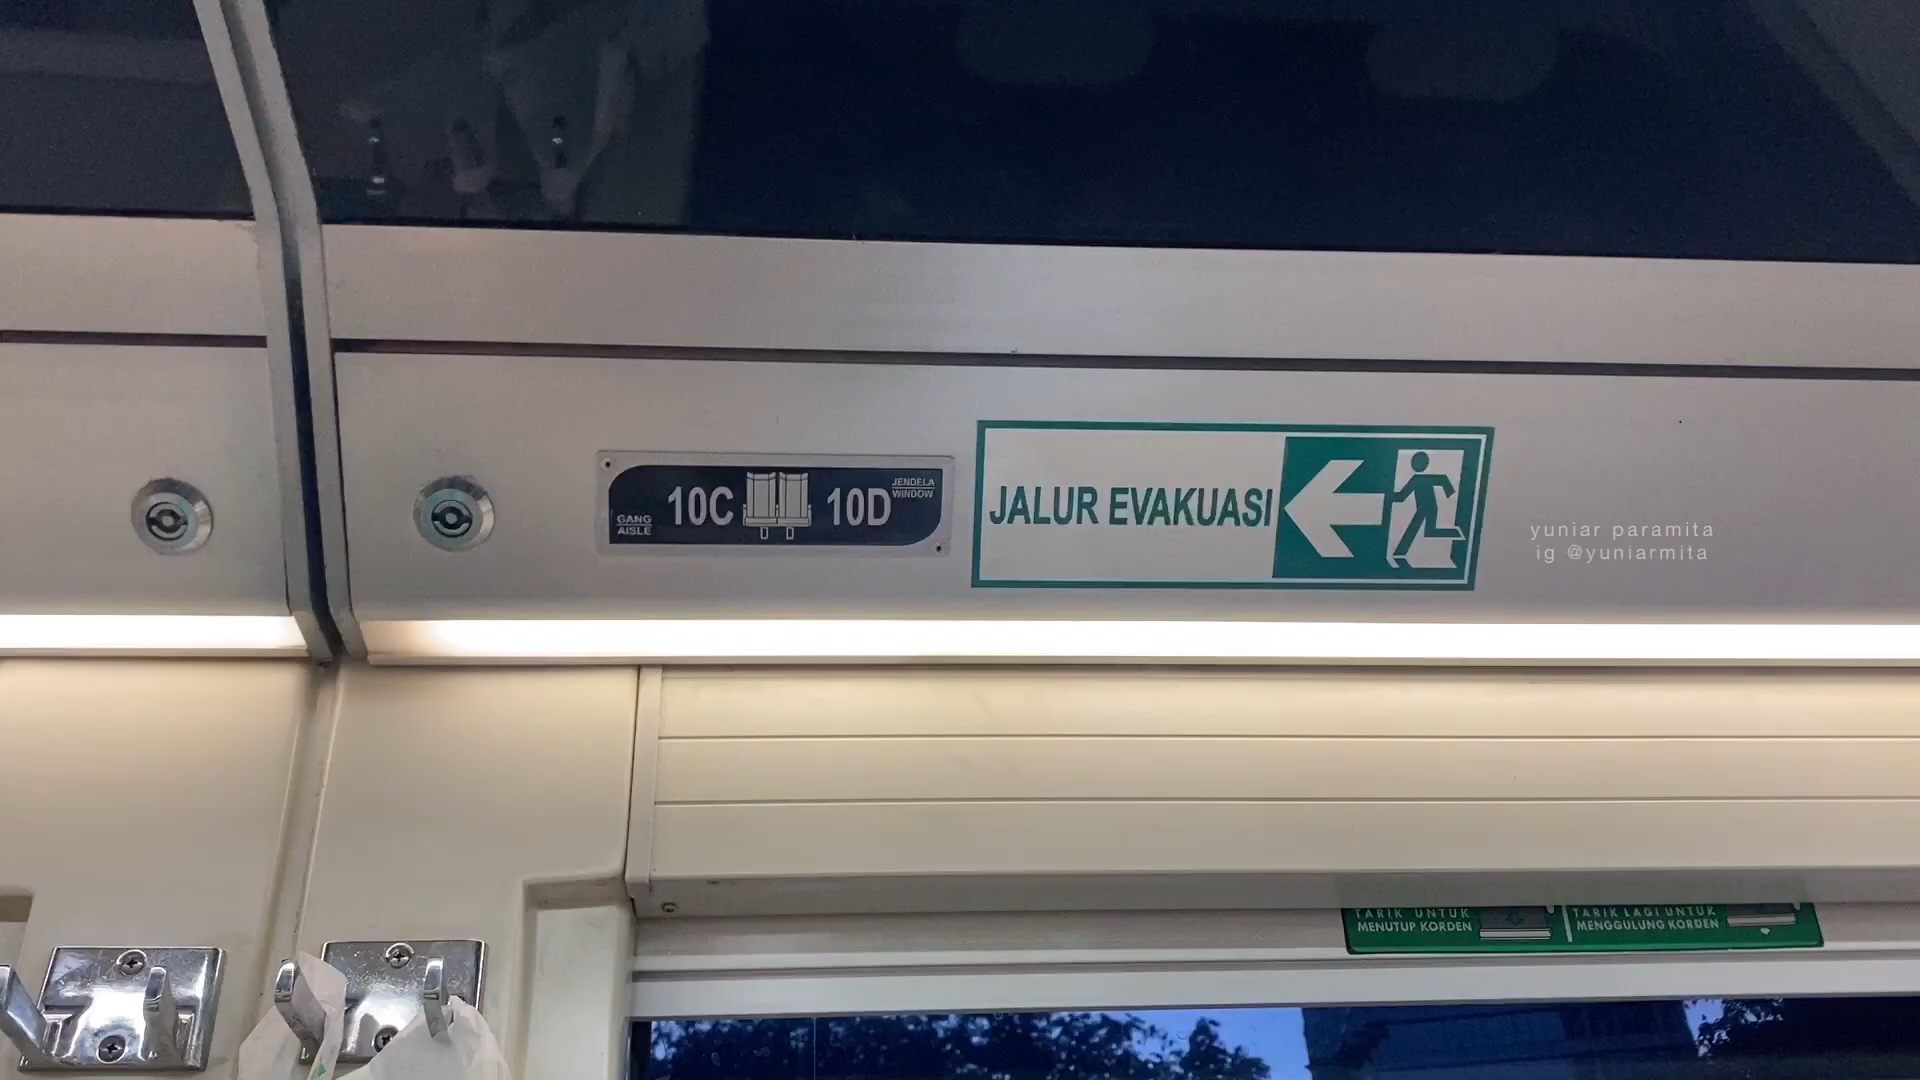 10C
10D
GANG
AISLE
JENDELA
WINDOW
JALUR EVAKUASI
yuniar paramita
ig @yuniarmita
TARIK UNTUK
MENUTUP KORDEN
TARIK LAGI UNTUK
MENGGULUNG KORDEN